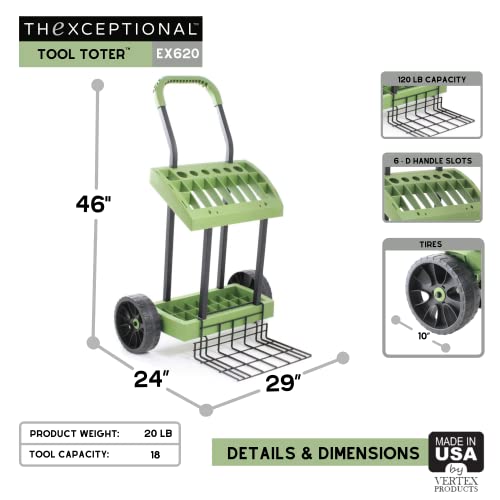 THeXCEPTIONAL™
TOOL TOTER™ EX620
120 LB CAPACITY
6 - D HANDLE SLOTS
TIRES
10"
46"
24"
29"
PRODUCT WEIGHT: 20 LB
TOOL CAPACITY: 18
DETAILS & DIMENSIONS
MADE IN
USA
by
VERTEX
PRODUCTS